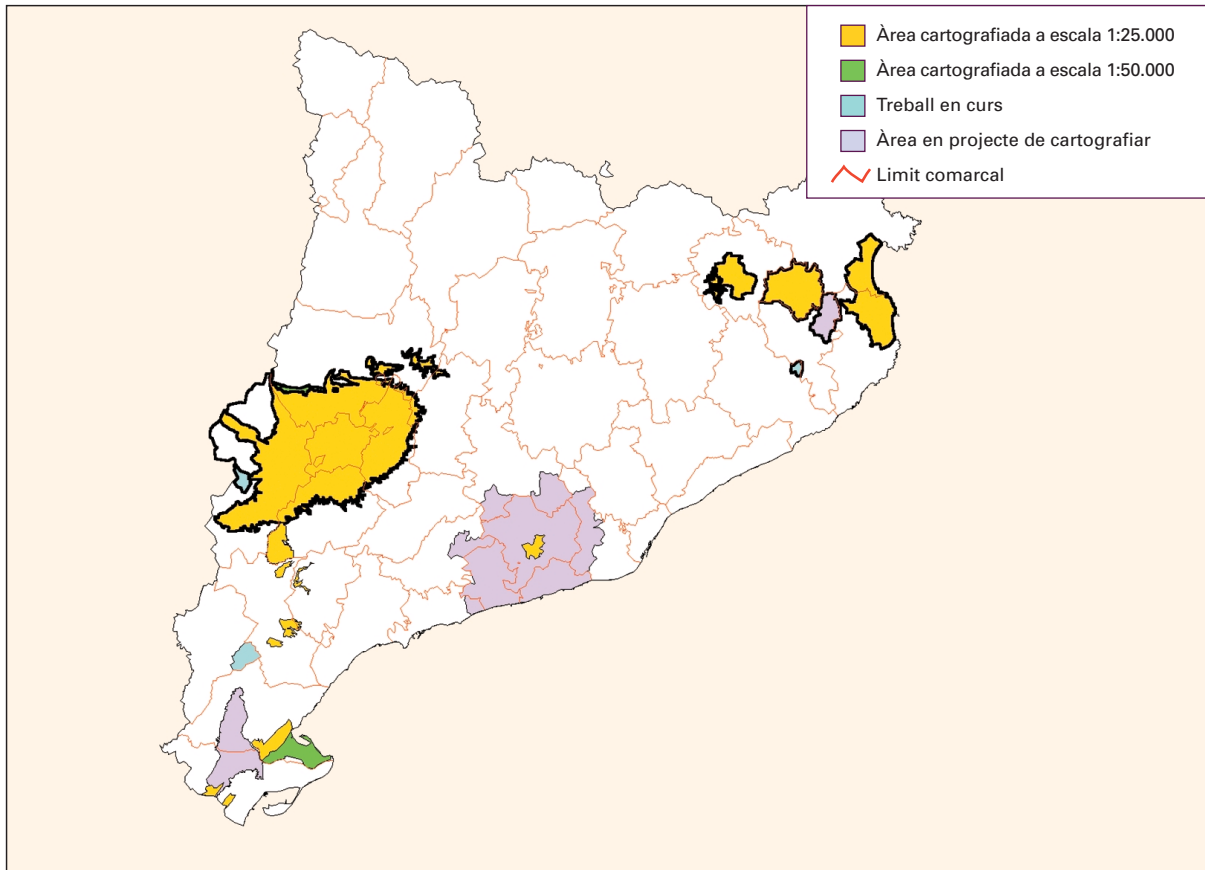 Àrea cartografiada a escala 1:25.000
Àrea cartografiada a escala 1:50.000
Treball en curs
Àrea en projecte de cartografiar
Limit comarcal